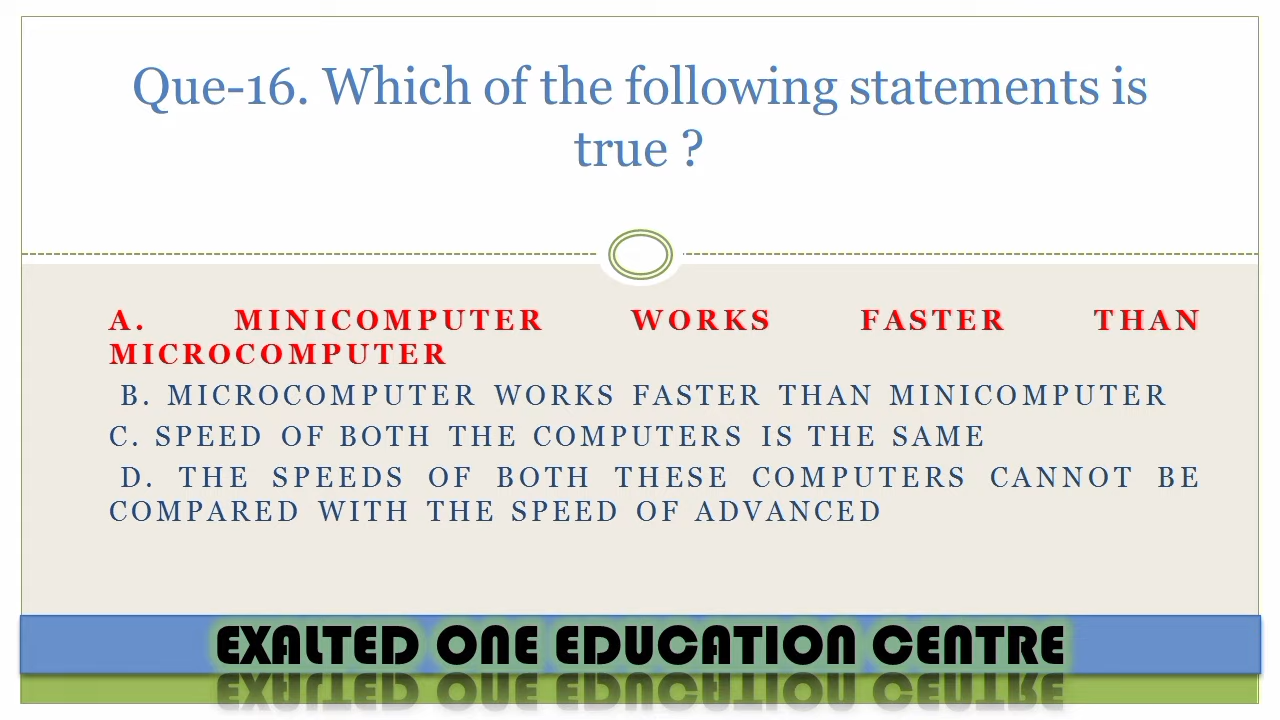 Que-16. Which of the following statements is
true ?
A. MINICOMPUTER WORKS FASTER THAN
MICROCOMPUTER
B. MICROCOMPUTER WORKS FASTER THAN MINICOMPUTER
C. SPEED OF BOTH THE COMPUTERS IS THE SAME
D. THE SPEEDS OF BOTH THESE COMPUTERS CANNOT BE
COMPARED WITH THE SPEED OF ADVANCED
EXALTED ONE EDUCATION CENTRE